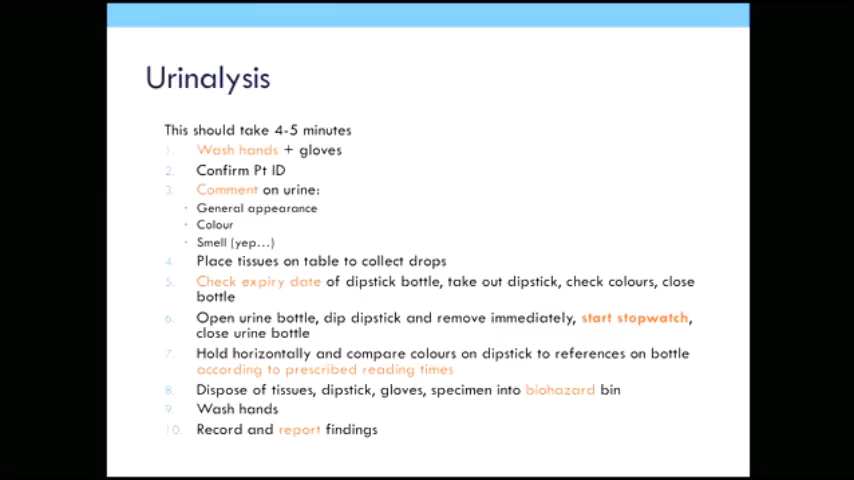 Urinalysis
This should take 4-5 minutes
1. Wash hands + gloves
2. Confirm Pt ID
3. Comment on urine:
- General appearance
- Colour
- Smell (yep...)
4. Place tissues on table to collect drops
5. Check expiry date of dipstick bottle, take out dipstick, check colours, close
bottle
6. Open urine bottle, dip dipstick and remove immediately, start stopwatch,
close urine bottle
7. Hold horizontally and compare colours on dipstick to references on bottle
according to prescribed reading times
8. Dispose of tissues, dipstick, gloves, specimen into biohazard bin
9. Wash hands
10. Record and report findings